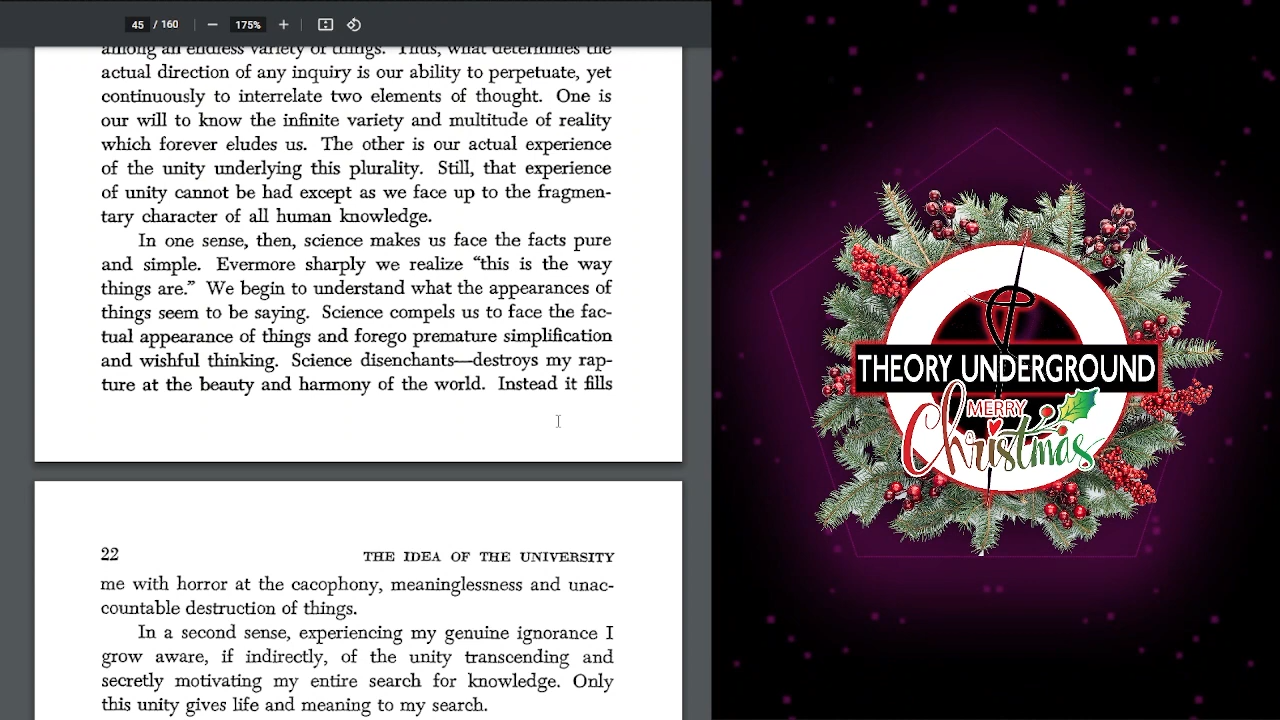 45 / 160
175%
among an endless variety of things. Thus, what determines the
actual direction of any inquiry is our ability to perpetuate, yet
continuously to interrelate two elements of thought. One is
our will to know the infinite variety and multitude of reality
which forever eludes us. The other is our actual experience
of the unity underlying this plurality. Still, that experience
of unity cannot be had except as we face up to the fragmen-
tary character of all human knowledge.
In one sense, then, science makes us face the facts pure
and simple. Evermore sharply we realize “this is the way
things are.” We begin to understand what the appearances of
things seem to be saying. Science compels us to face the fac-
tual appearance of things and forego premature simplification
and wishful thinking. Science disenchants—destroys my rap-
ture at the beauty and harmony of the world. Instead it fills
22 THE IDEA OF THE UNIVERSITY
me with horror at the cacophony, meaninglessness and unac-
countable destruction of things.
In a second sense, experiencing my genuine ignorance I
grow aware, if indirectly, of the unity transcending and
secretly motivating my entire search for knowledge. Only
this unity gives life and meaning to my search.
THEORY UNDERGROUND
MERRY
Christmas